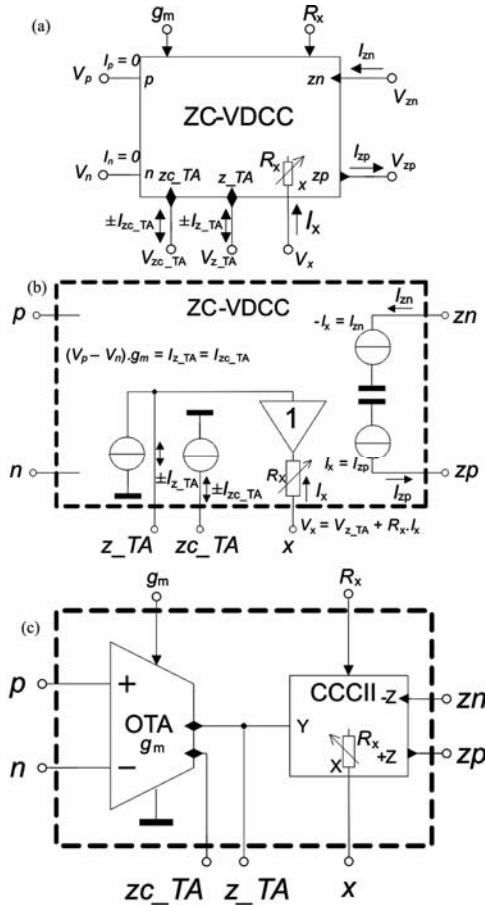 (a)
gm Rx
Ip = 0
Vp p
Izn
zn
Vzn
ZC-VDCC
In = 0
Vn n zc_TA z_TA
Rx
x
zp
Izp
Vzp
±Izc_TA ±Iz_TA Ix
Vzc_TA Vz_TA Vx
(b)
p
ZC-VDCC
Izn
zn
-Ix = Izn
(Vp – Vn).gm = Iz_TA = Izc_TA
1
±Iz_TA
±Izc_TA
Rx
Ix
Ix = Izp
Izp
n
zp
Vx = Vz_TA + Rx.Ix
z_TA zc_TA x
(c)
gm Rx
p +
OTA
gm
n –
CCCII
Y
-Z zn
Rx
X
+Z zp
zc_TA z_TA x